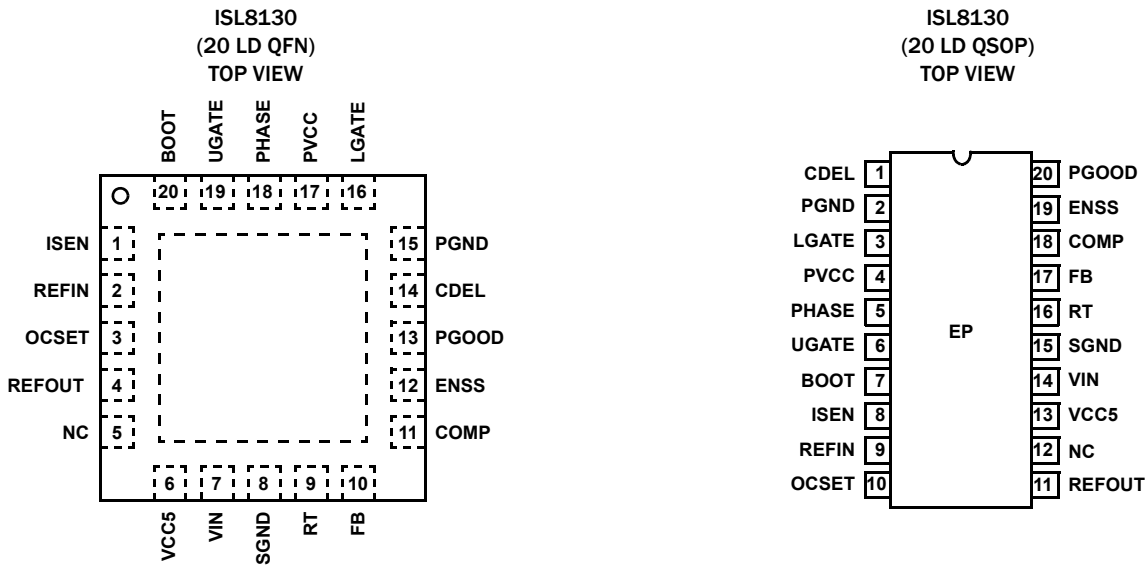 ISL8130
(20 LD QFN)
TOP VIEW
BOOT
UGATE
PHASE
PVCC
LGATE
20
19
18
17
16
ISEN 1
REFIN 2
OCSET 3
REFOUT 4
NC 5
15 PGND
14 CDEL
13 PGOOD
12 ENSS
11 COMP
6
7
8
9
10
VCC5
VIN
SGND
RT
FB
ISL8130
(20 LD QSOP)
TOP VIEW
CDEL 1
PGND 2
LGATE 3
PVCC 4
PHASE 5
UGATE 6
BOOT 7
ISEN 8
REFIN 9
OCSET 10
EP
20 PGOOD
19 ENSS
18 COMP
17 FB
16 RT
15 SGND
14 VIN
13 VCC5
12 NC
11 REFOUT